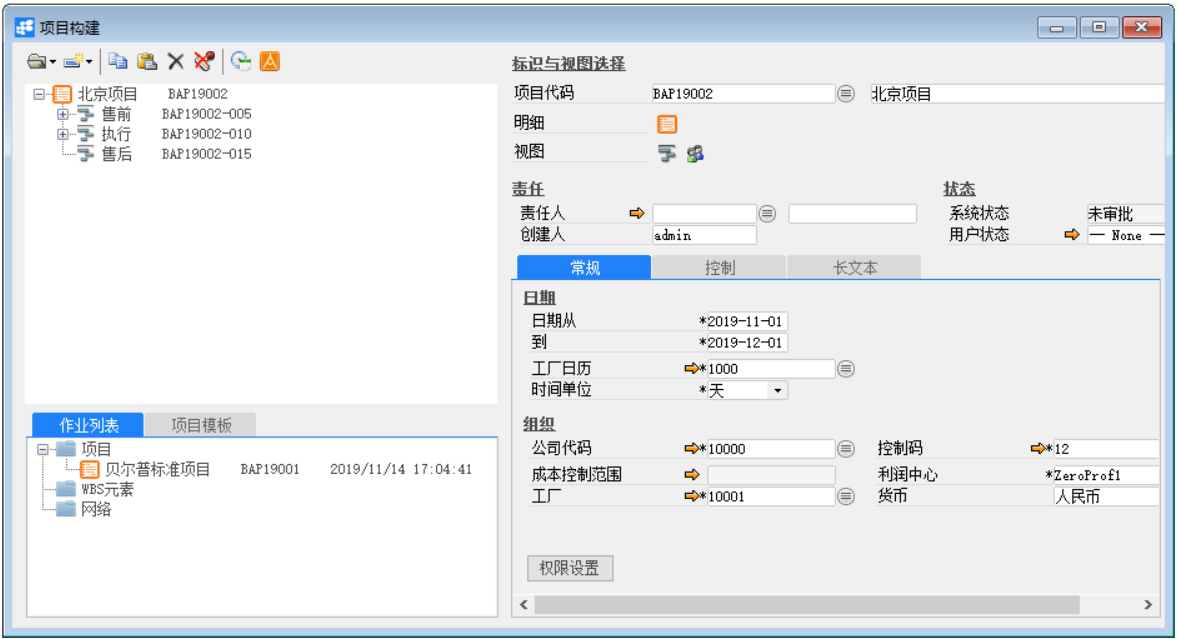 项目构建
北京项目 BAP19002
售前 BAP19002-005
执行 BAP19002-010
售后 BAP19002-015
作业列表 项目模板
项目
贝尔普标准项目 BAP19001 2019/11/14 17:04:41
WBS元素
网络
标识与视图选择
项目代码 BAP19002 北京项目
明细
视图
责任 状态
责任人 系统状态 未审批
创建人 admin 用户状态 — None —
常规 控制 长文本
日期
日期从 *2019-11-01
到 *2019-12-01
工厂日历 *1000
时间单位 *天
组织
公司代码 *10000 控制码 *12
成本控制范围 利润中心 *ZeroProf1
工厂 *10001 货币 人民币
权限设置